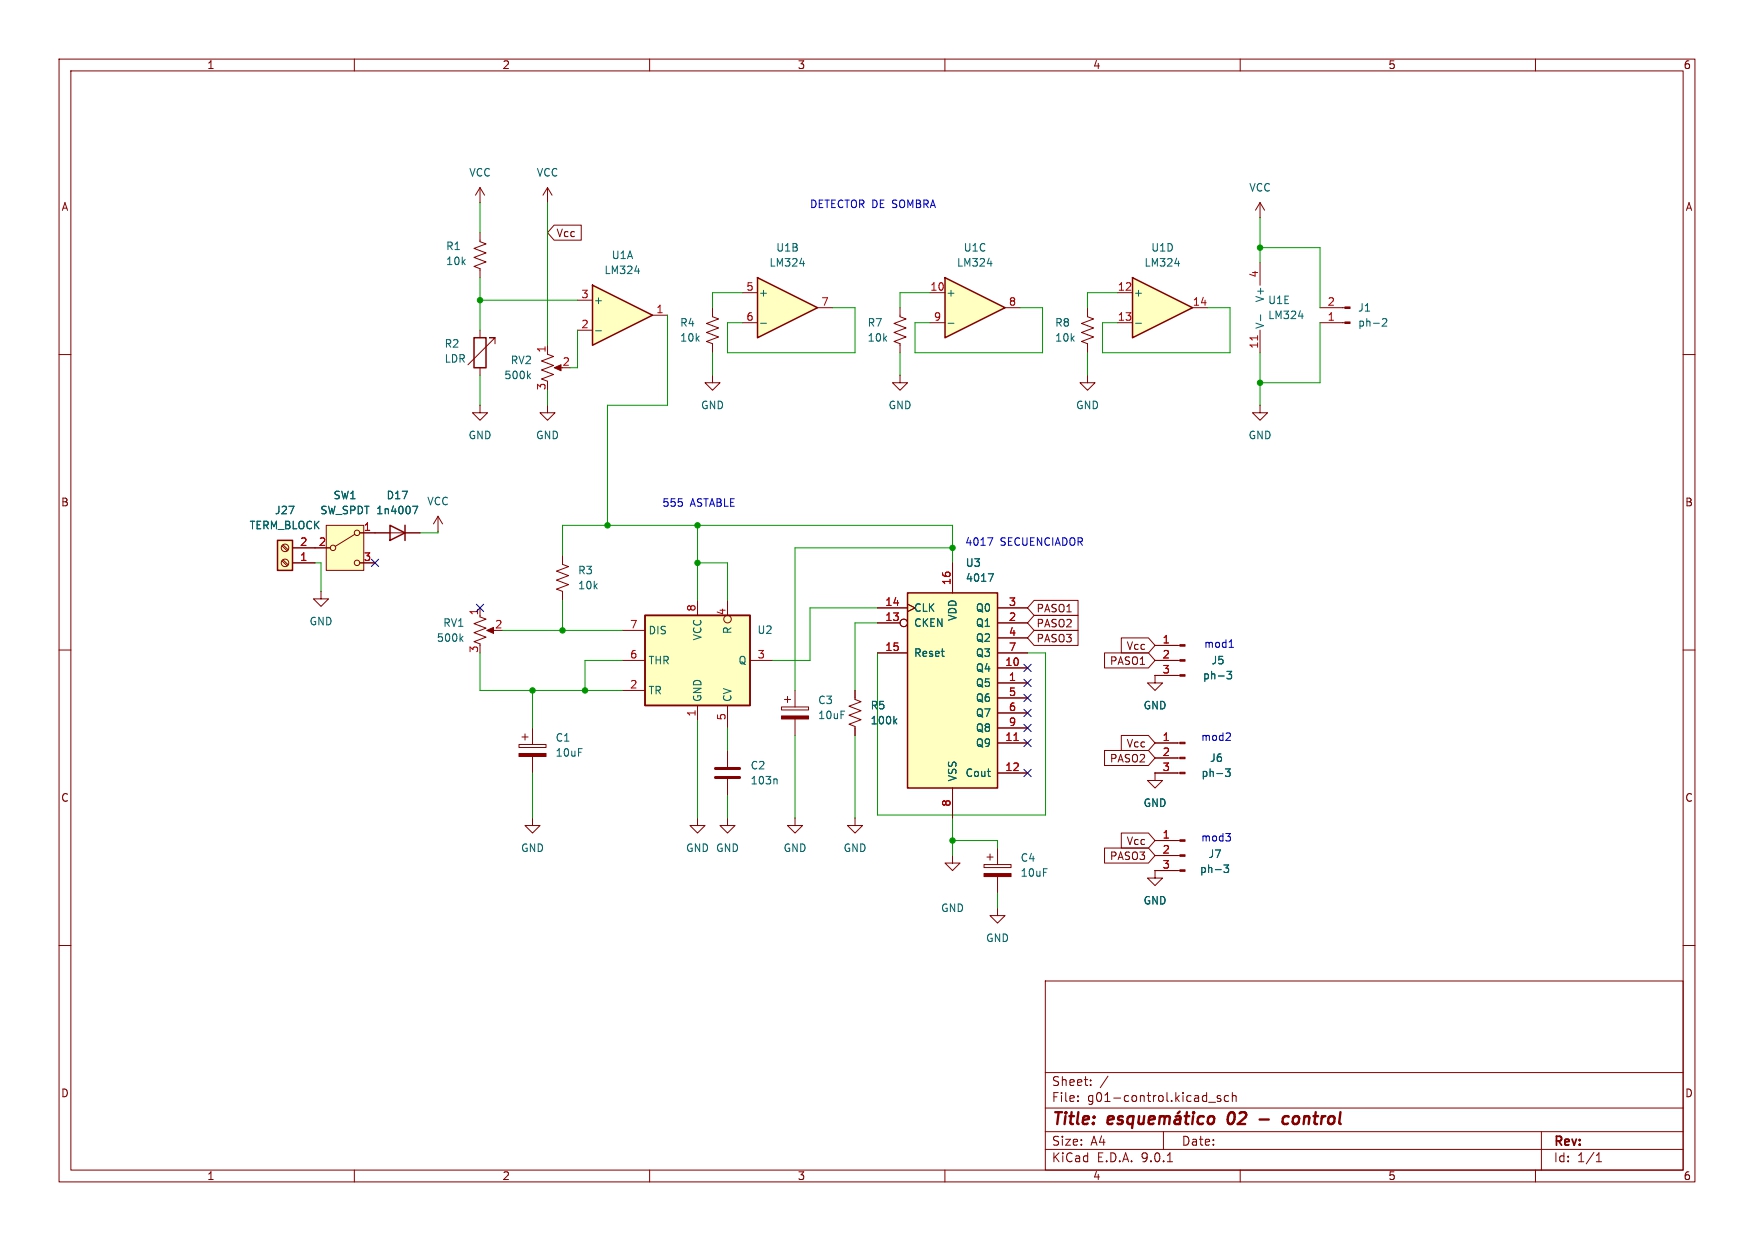 1 2 3 4 5 6
A A
B B
C C
D D
1 2 3 4 5 6
DETECTOR DE SOMBRA
VCC
VCC
VCC
Vcc
R1
10k
R2
LDR
GND
RV2
500k
1
2
3
GND
U1A
LM324
3
+
2
-
1
U1B
LM324
5
+
6
-
7
R4
10k
GND
U1C
LM324
10
+
9
-
8
R7
10k
GND
U1D
LM324
12
+
13
-
14
R8
10k
GND
4
V+
U1E
LM324
V-
11
GND
2
1
J1
ph-2
J27
TERM_BLOCK
2
1
GND
SW1
SW_SPDT
2
1
3
D17
1n4007
VCC
555 ASTABLE
R3
10k
RV1
500k
1
2
3
C1
+
10uF
GND
U2
7 DIS
6 THR
2 TR
8
VCC
4
R
Q 3
GND
1
CV
5
GND
C2
103n
GND
C3
+
10uF
GND
R5
100k
GND
4017 SECUENCIADOR
U3
4017
16
VDD
14 CLK
13 CKEN
15 Reset
Q0 3 PASO1
Q1 2 PASO2
Q2 4 PASO3
Q3 7
Q4 10
Q5 1
Q6 5
Q7 6
Q8 9
Q9 11
Cout 12
VSS
8
GND
C4
+
10uF
GND
Vcc 1 mod1
PASO1 2 J5
3 ph-3
GND
Vcc 1 mod2
PASO2 2 J6
3 ph-3
GND
Vcc 1 mod3
PASO3 2 J7
3 ph-3
GND
Sheet: /
File: g01-control.kicad_sch
Title: esquemático 02 - control
Size: A4 Date: Rev:
KiCad E.D.A. 9.0.1 Id: 1/1